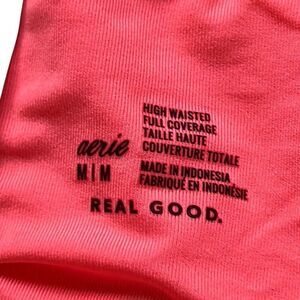 HIGH WAISTED
FULL COVERAGE
TAILLE HAUTE
COUVERTURE TOTALE
aerie
M|M
MADE IN INDONESIA
FABRIQUÉ EN INDONÉSIE
REAL GOOD.